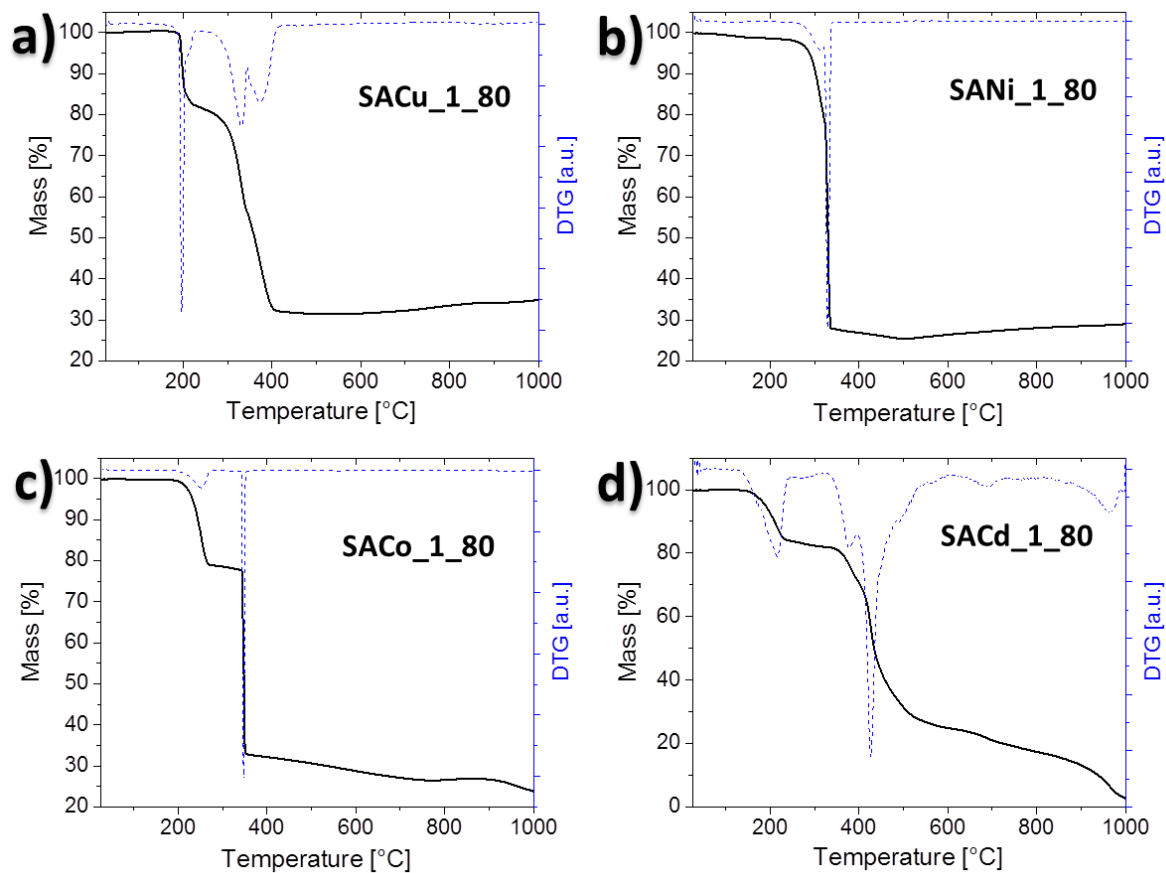 a)
SACu_1_80
100
90
80
70
60
50
40
30
20
Mass [%]
DTG [a.u.]
200 400 600 800 1000
Temperature [°C]
b)
SANi_1_80
100
90
80
70
60
50
40
30
20
Mass [%]
DTG [a.u.]
200 400 600 800 1000
Temperature [°C]
c)
SACo_1_80
100
90
80
70
60
50
40
30
20
Mass [%]
DTG [a.u.]
200 400 600 800 1000
Temperature [°C]
d)
SACd_1_80
100
80
60
40
20
0
Mass [%]
DTG [a.u.]
200 400 600 800 1000
Temperature [°C]